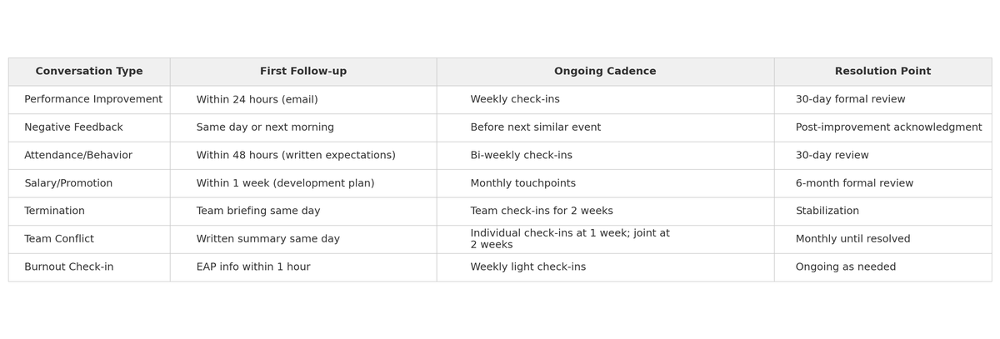 Conversation Type First Follow-up Ongoing Cadence Resolution Point
Performance Improvement Within 24 hours (email) Weekly check-ins 30-day formal review
Negative Feedback Same day or next morning Before next similar event Post-improvement acknowledgment
Attendance/Behavior Within 48 hours (written expectations) Bi-weekly check-ins 30-day review
Salary/Promotion Within 1 week (development plan) Monthly touchpoints 6-month formal review
Termination Team briefing same day Team check-ins for 2 weeks Stabilization
Team Conflict Written summary same day Individual check-ins at 1 week; joint at
2 weeks Monthly until resolved
Burnout Check-in EAP info within 1 hour Weekly light check-ins Ongoing as needed